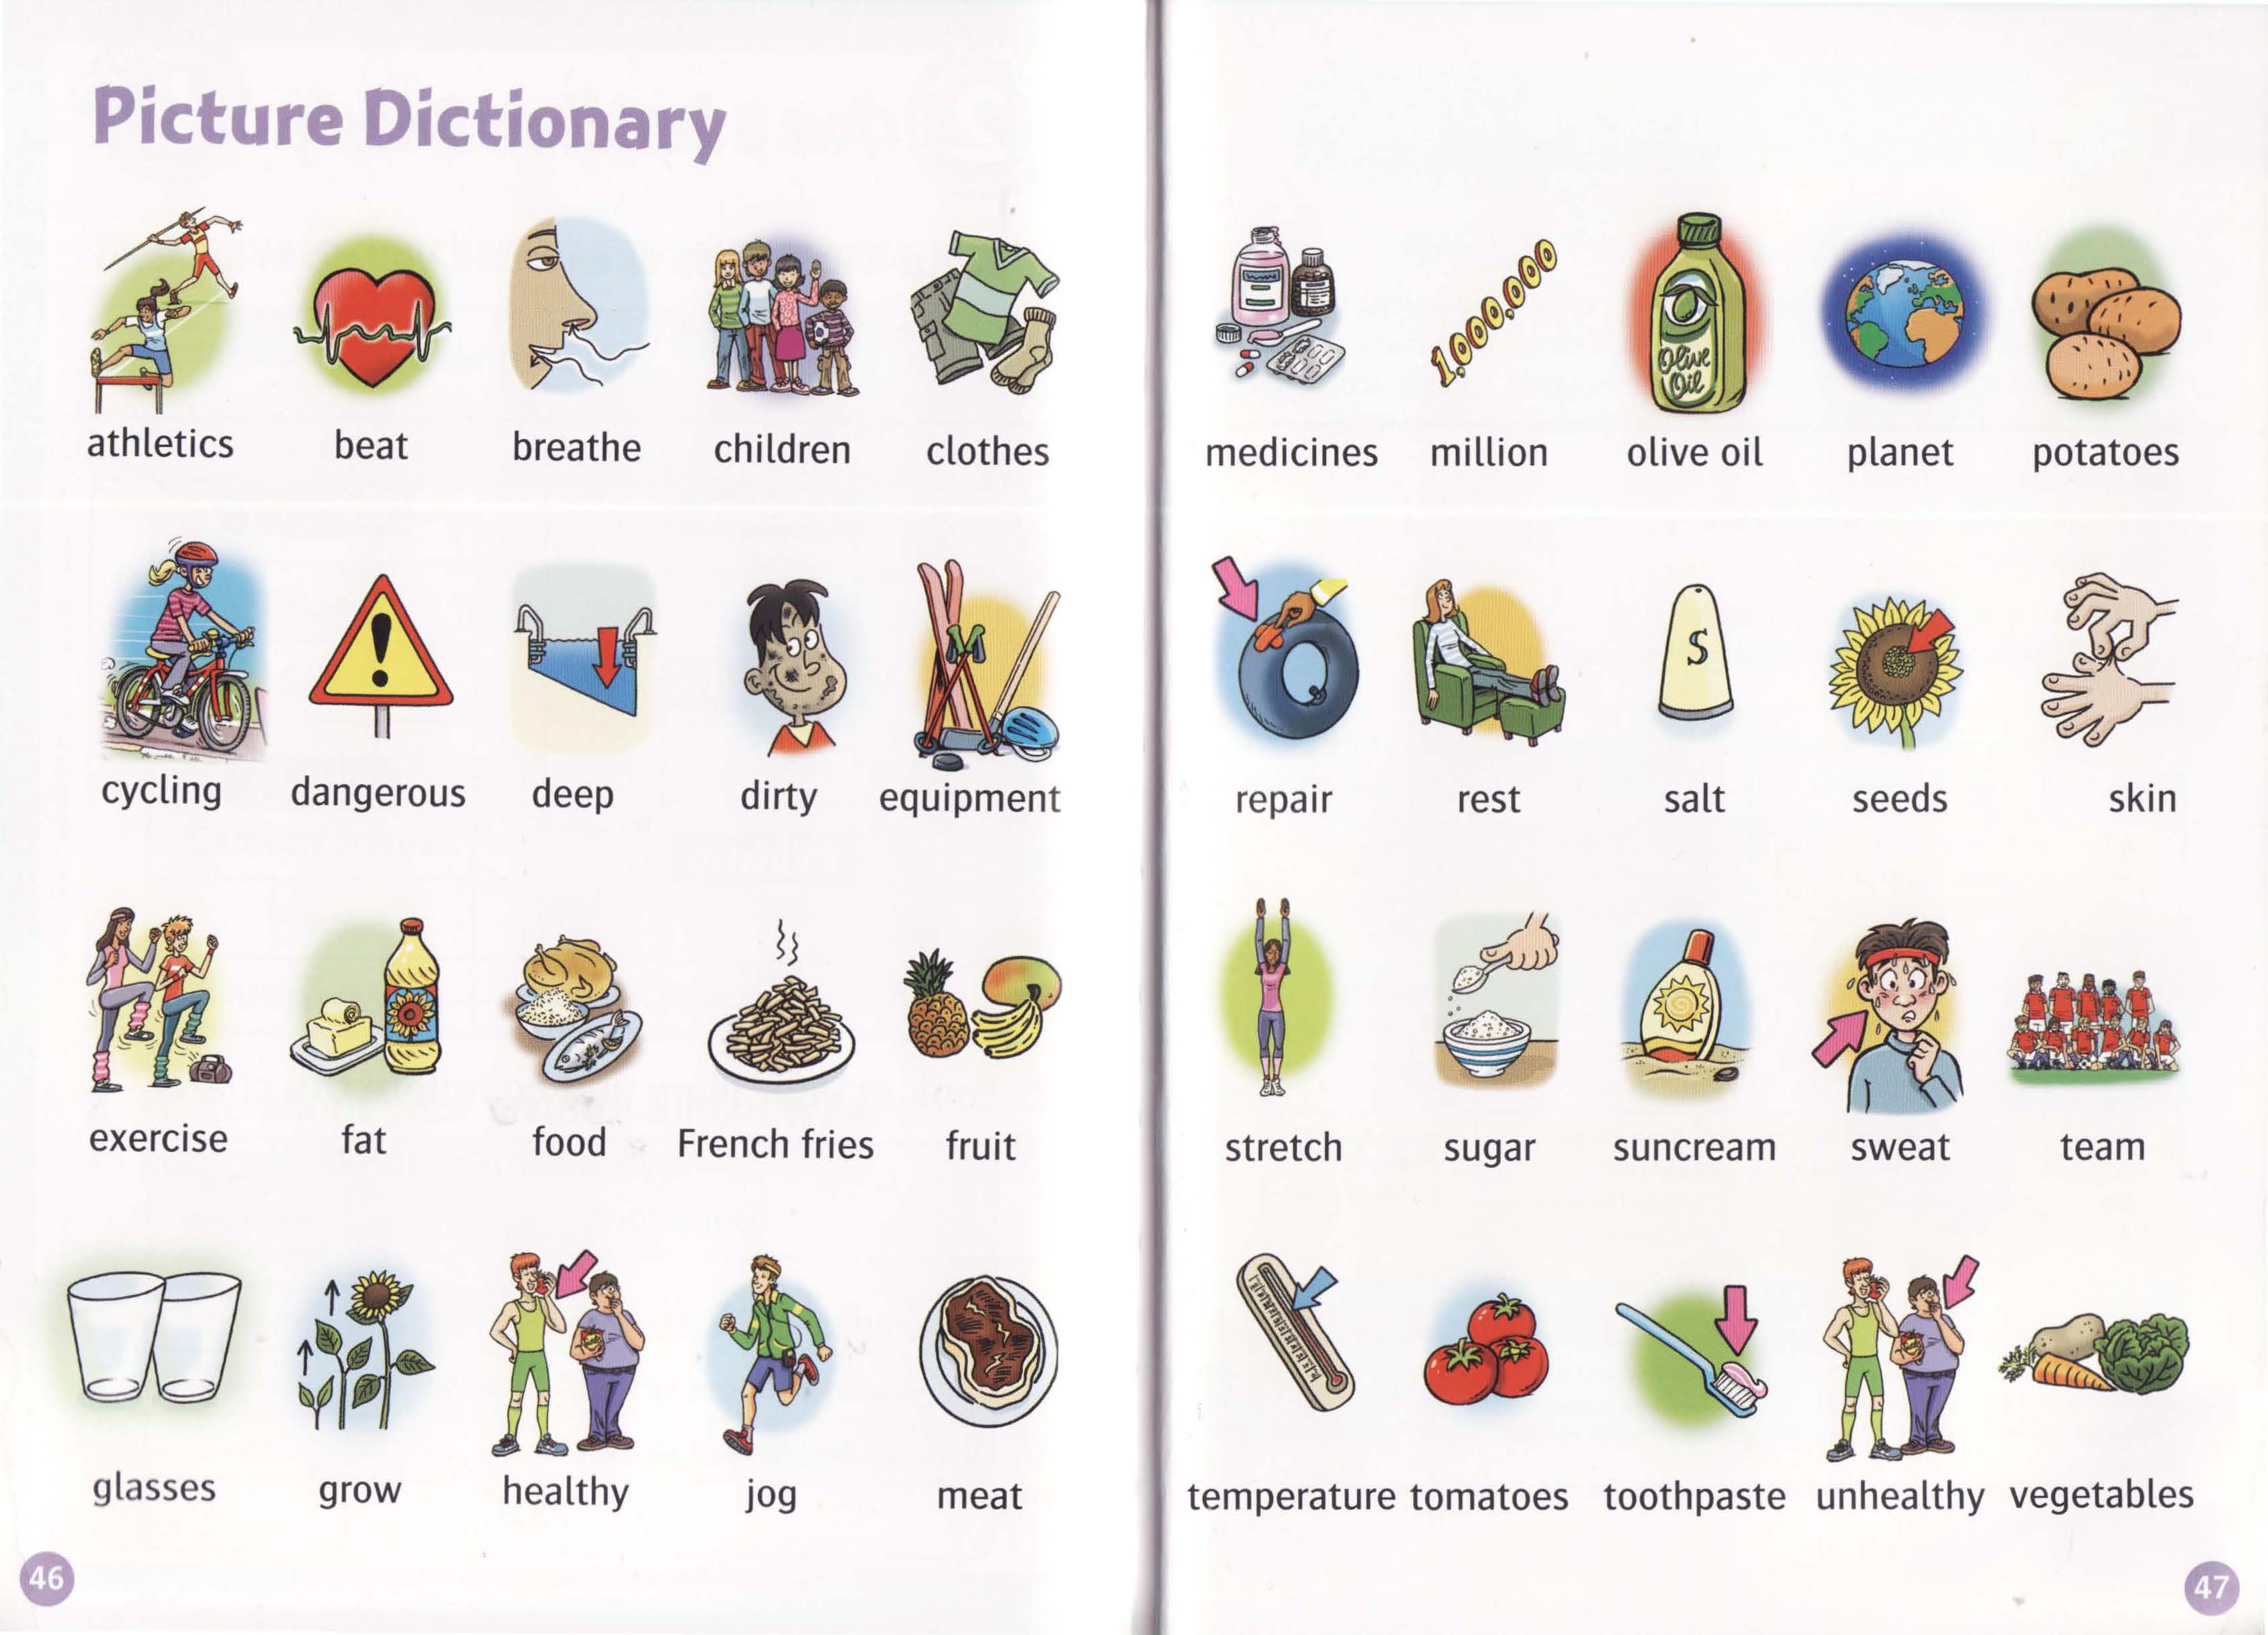 Picture Dictionary
athletics beat breathe children clothes
cycling dangerous deep dirty equipment
exercise fat food French fries fruit
glasses grow healthy jog meat
46
1,000,000
Olive
Oil
medicines million olive oil planet potatoes
S
repair rest salt seeds skin
stretch sugar suncream sweat team
temperature tomatoes toothpaste unhealthy vegetables
47